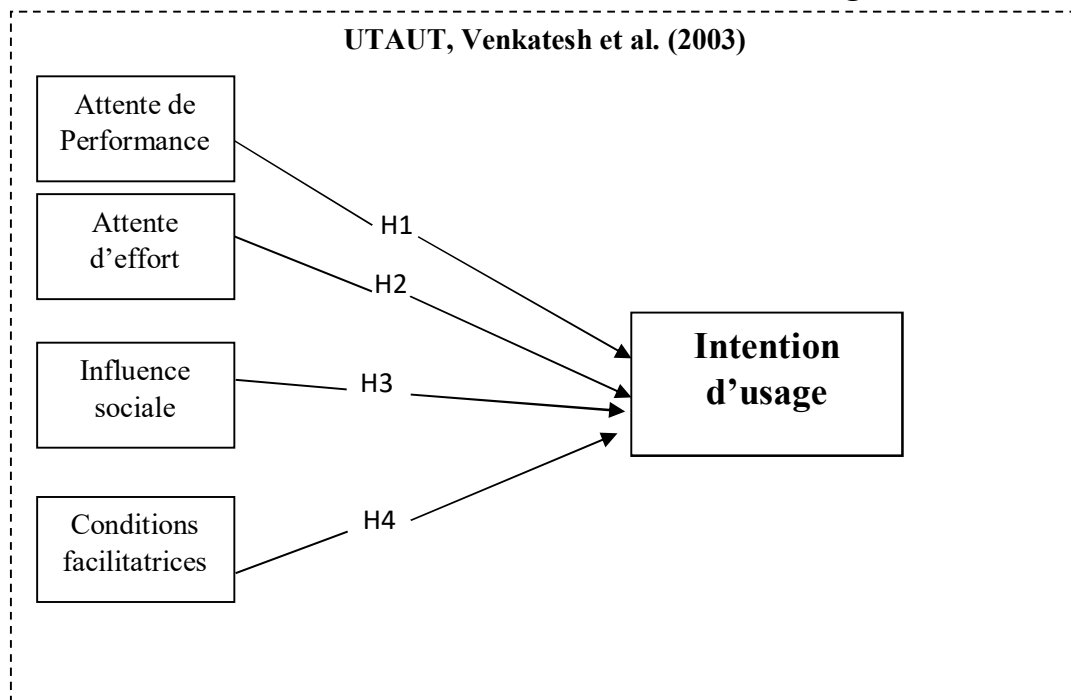 UTAUT, Venkatesh et al. (2003)
Attente de
Performance
H1
Attente
d’effort
H2
Intention
d’usage
Influence
sociale
H3
Conditions
facilitatrices
H4